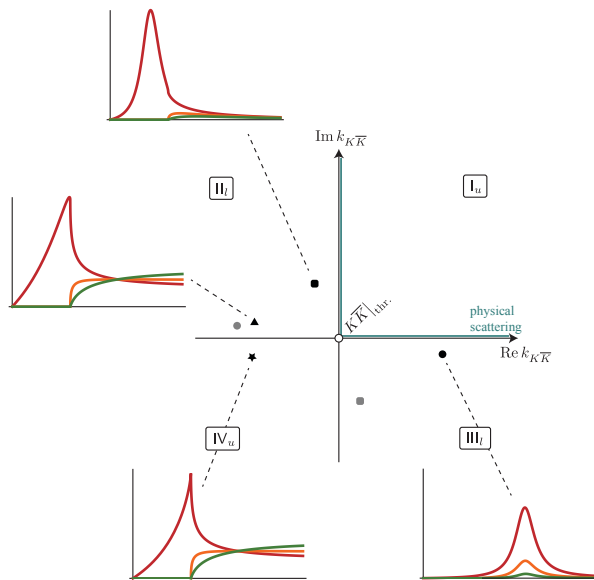 Im k_{K\overline{K}}
II_l
I_u
K\overline{K}|_{thr.}
physical
scattering
Re k_{K\overline{K}}
IV_u
III_l